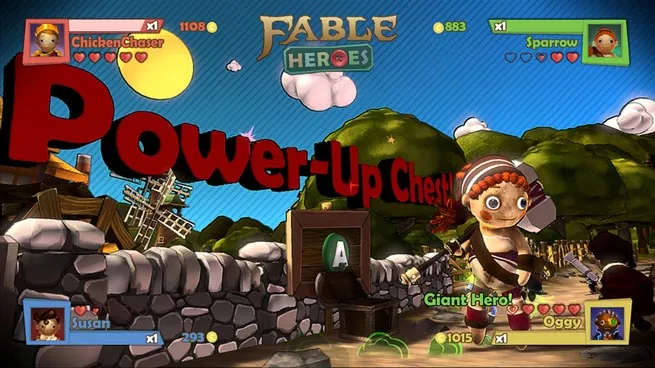 x1 1108
ChickenChaser
FABLE
HEROES
883 x1
Sparrow
Power-Up Chest!
A
Giant Hero!
Susan
x1 293
Oggy
1015 x1